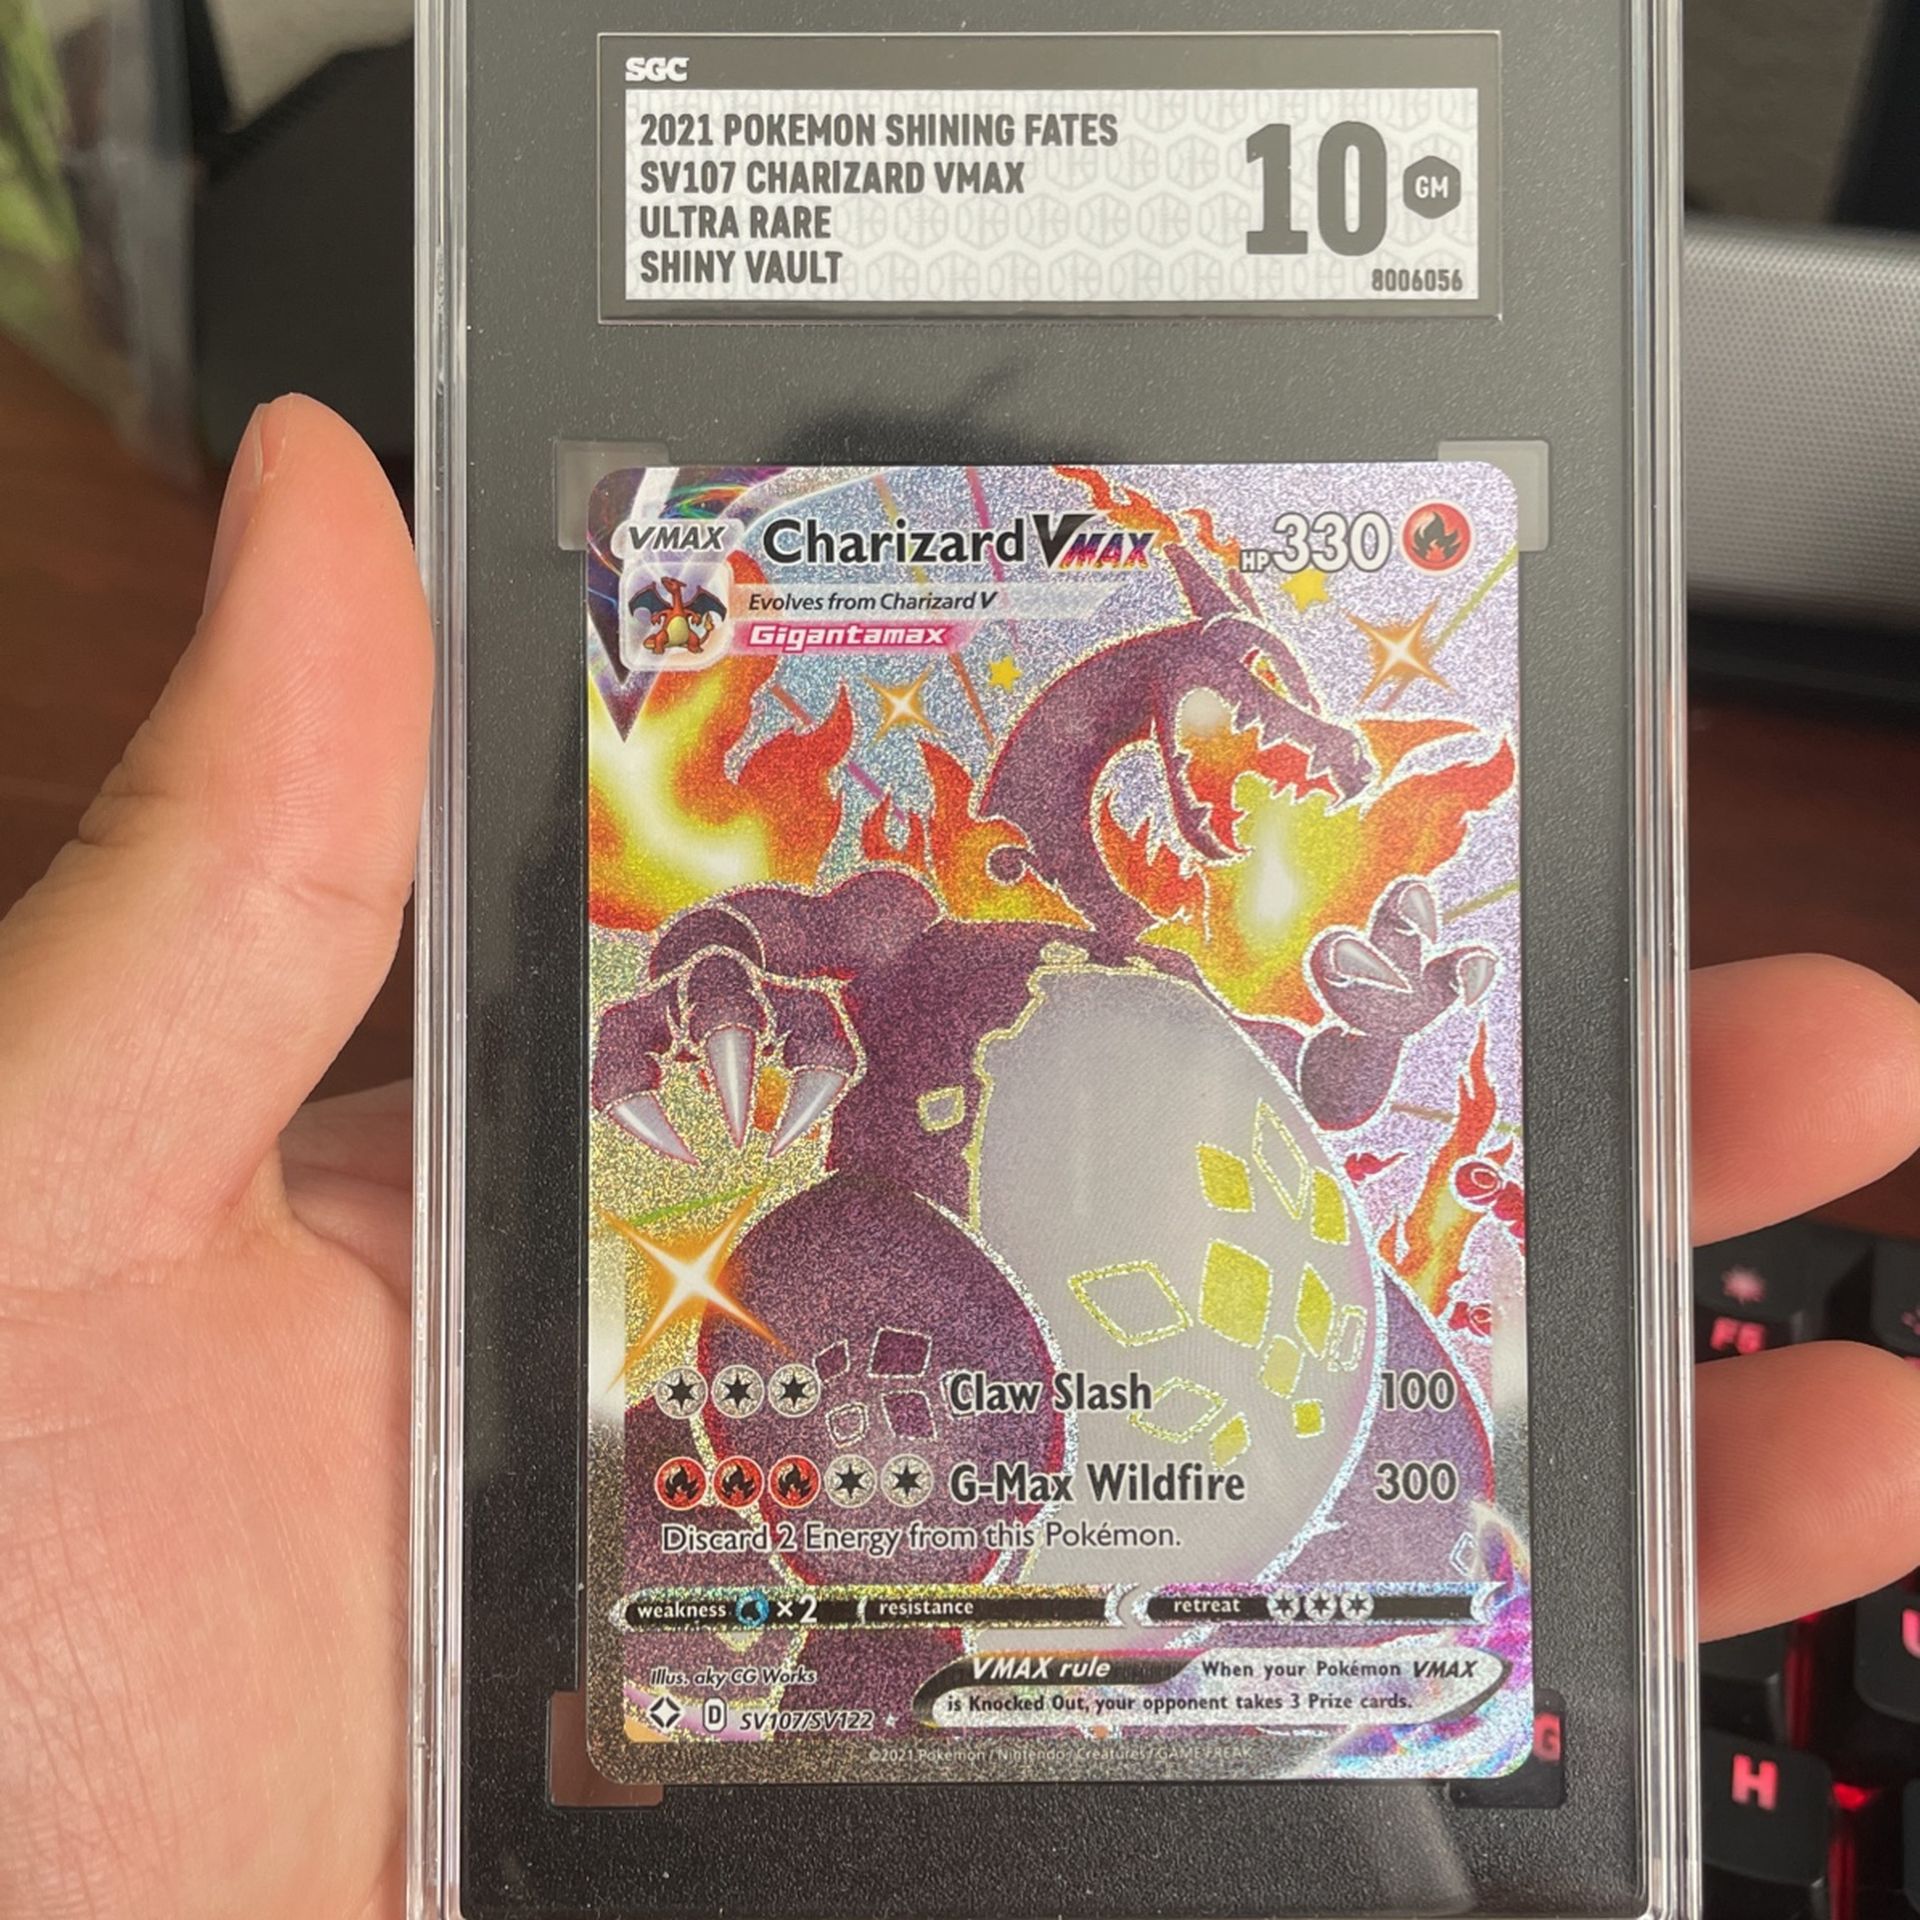 SGC
2021 POKEMON SHINING FATES
SV107 CHARIZARD VMAX
ULTRA RARE
SHINY VAULT
10 GM
8006056
VMAX Charizard VMAX HP 330
Evolves from Charizard V
Gigantamax
Claw Slash 100
G-Max Wildfire 300
Discard 2 Energy from this Pokémon.
weakness ×2 resistance retreat
Illus. aky CG Works
VMAX rule When your Pokémon VMAX
is Knocked Out, your opponent takes 3 Prize cards.
D SV107/SV122
©2021 Pokémon / Nintendo / Creatures / GAME FREAK
F5
G
H